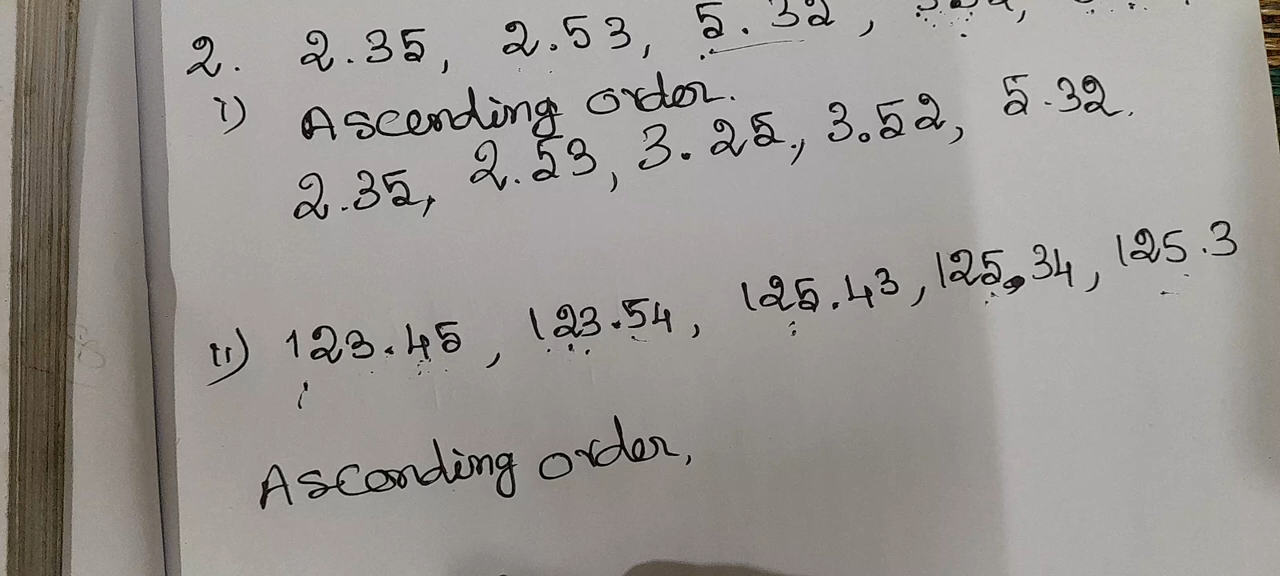 2. 2.35, 2.53, 5.32,
i) Ascending order.
2.35, 2.53, 3.25, 3.52, 5.32.
ii) 123.45, 123.54, 125.43, 125.34, 125.3
Ascending order,